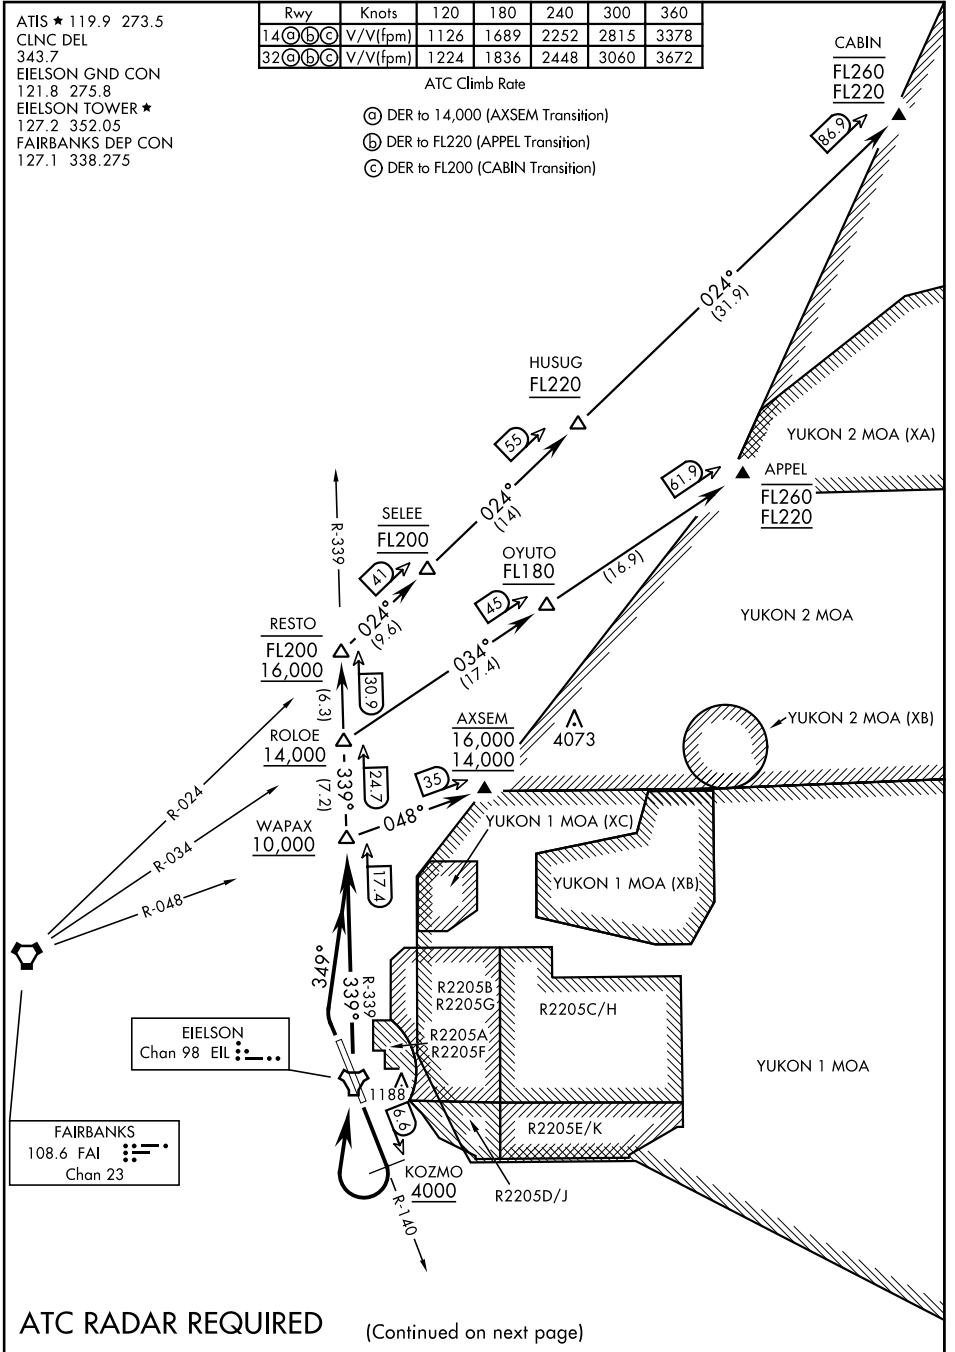 ATIS ★ 119.9 273.5
CLNC DEL
343.7
EIELSON GND CON
121.8 275.8
EIELSON TOWER ★
127.2 352.05
FAIRBANKS DEP CON
127.1 338.275
Rwy Knots 120 180 240 300 360
14ⓐⓑⓒ V/V(fpm) 1126 1689 2252 2815 3378
32ⓐⓑⓒ V/V(fpm) 1224 1836 2448 3060 3672
ATC Climb Rate
ⓐ DER to 14,000 (AXSEM Transition)
ⓑ DER to FL220 (APPEL Transition)
ⓒ DER to FL200 (CABIN Transition)
CABIN
FL260
FL220
86.9
024°
(31.9)
HUSUG
FL220
55
YUKON 2 MOA (XA)
61.9
APPEL
FL260
FL220
024°
(14)
R-339
SELEE
FL200
41
OYUTO
FL180
(16.9)
45
024°
(9.6)
YUKON 2 MOA
RESTO
FL200
16,000
30.9
034°
(17.4)
(6.3)
AXSEM
16,000
14,000
4073
YUKON 2 MOA (XB)
ROLOE
14,000
24.7
35
339°
(7.2)
R-024
048°
YUKON 1 MOA (XC)
WAPAX
10,000
R-034
17.4
YUKON 1 MOA (XB)
R-048
349°
339°
R-339
R2205B
R2205G
R2205C/H
R2205A
R2205F
EIELSON
Chan 98 EIL
YUKON 1 MOA
1188
6.6
R2205E/K
FAIRBANKS
108.6 FAI
Chan 23
KOZMO
4000
R2205D/J
R-140
ATC RADAR REQUIRED
(Continued on next page)